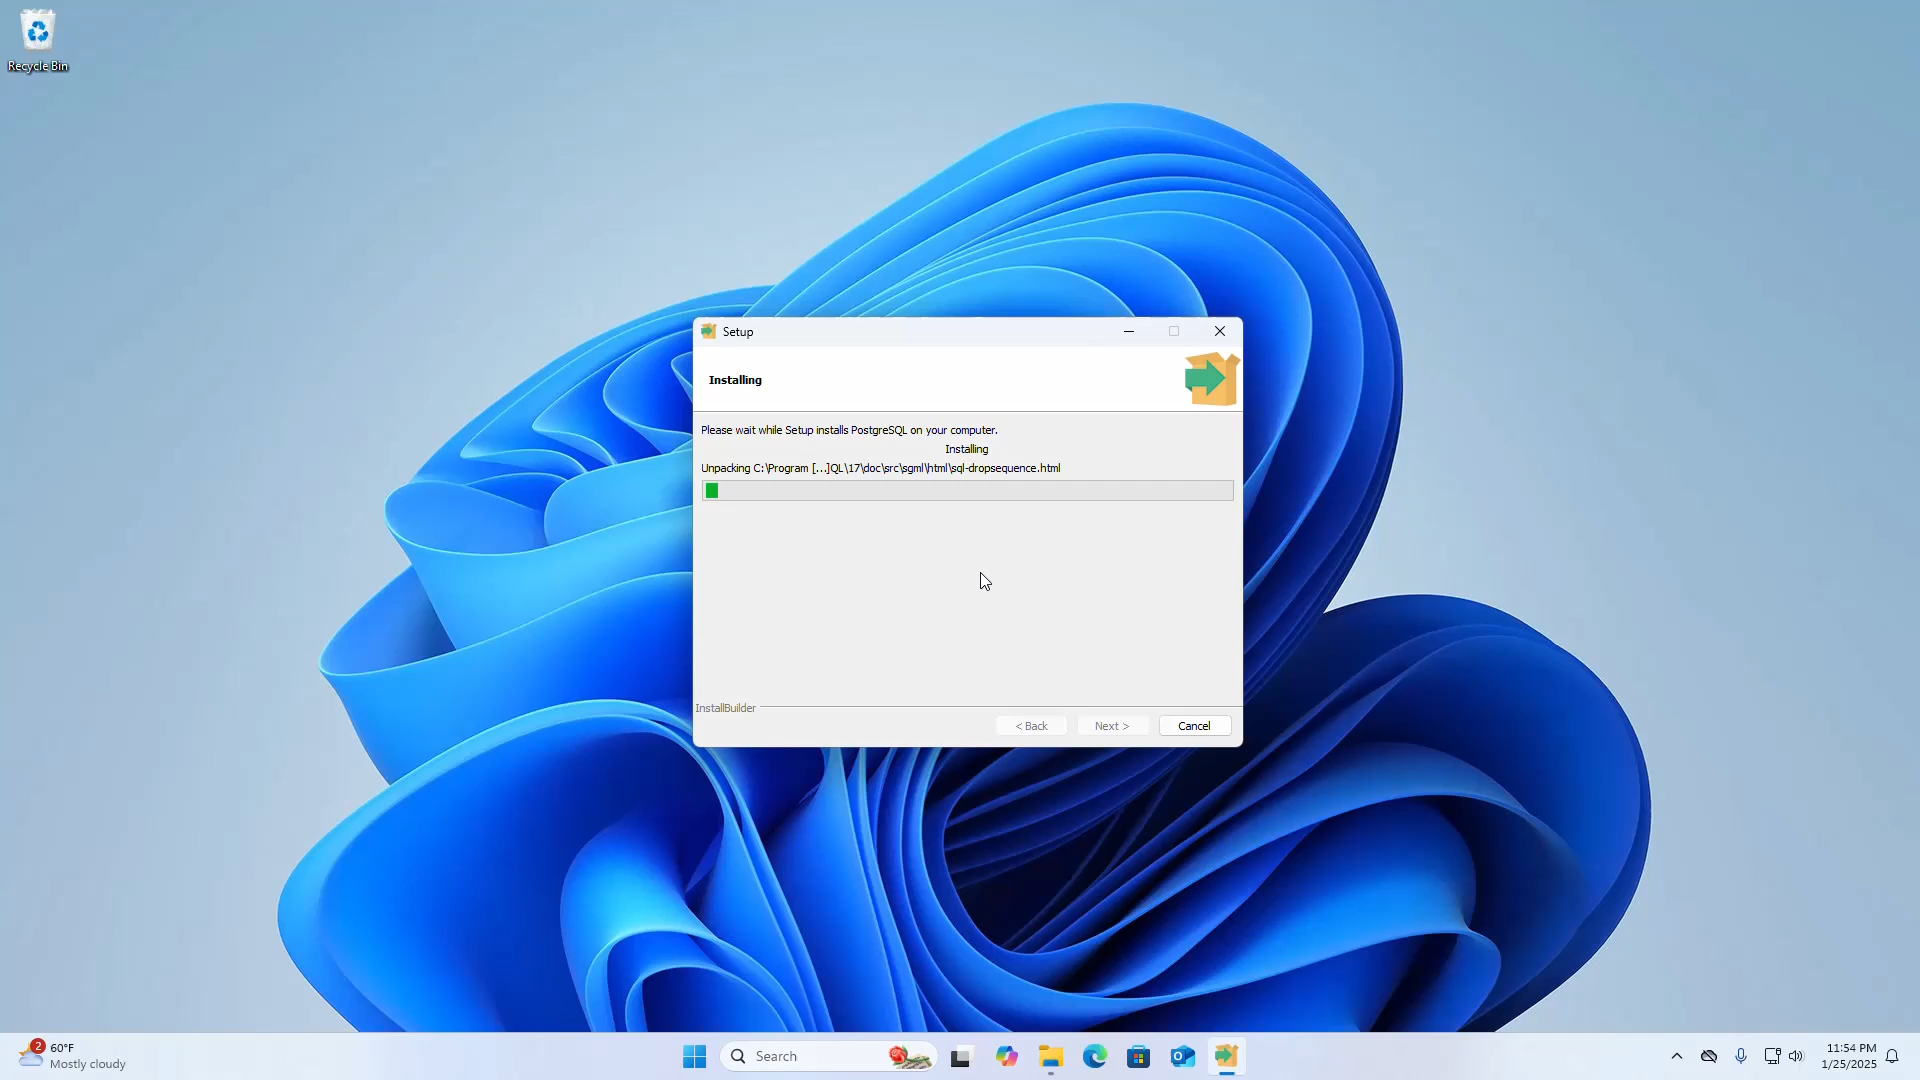 Recycle Bin
Setup
Installing
Please wait while Setup installs PostgreSQL on your computer.
Installing
Unpacking C:\Program [...]QL\17\doc\src\sgml\html\sql-dropsequence.html
InstallBuilder
< Back
Next >
Cancel
2
60°F
Mostly cloudy
Search
11:54 PM
1/25/2025